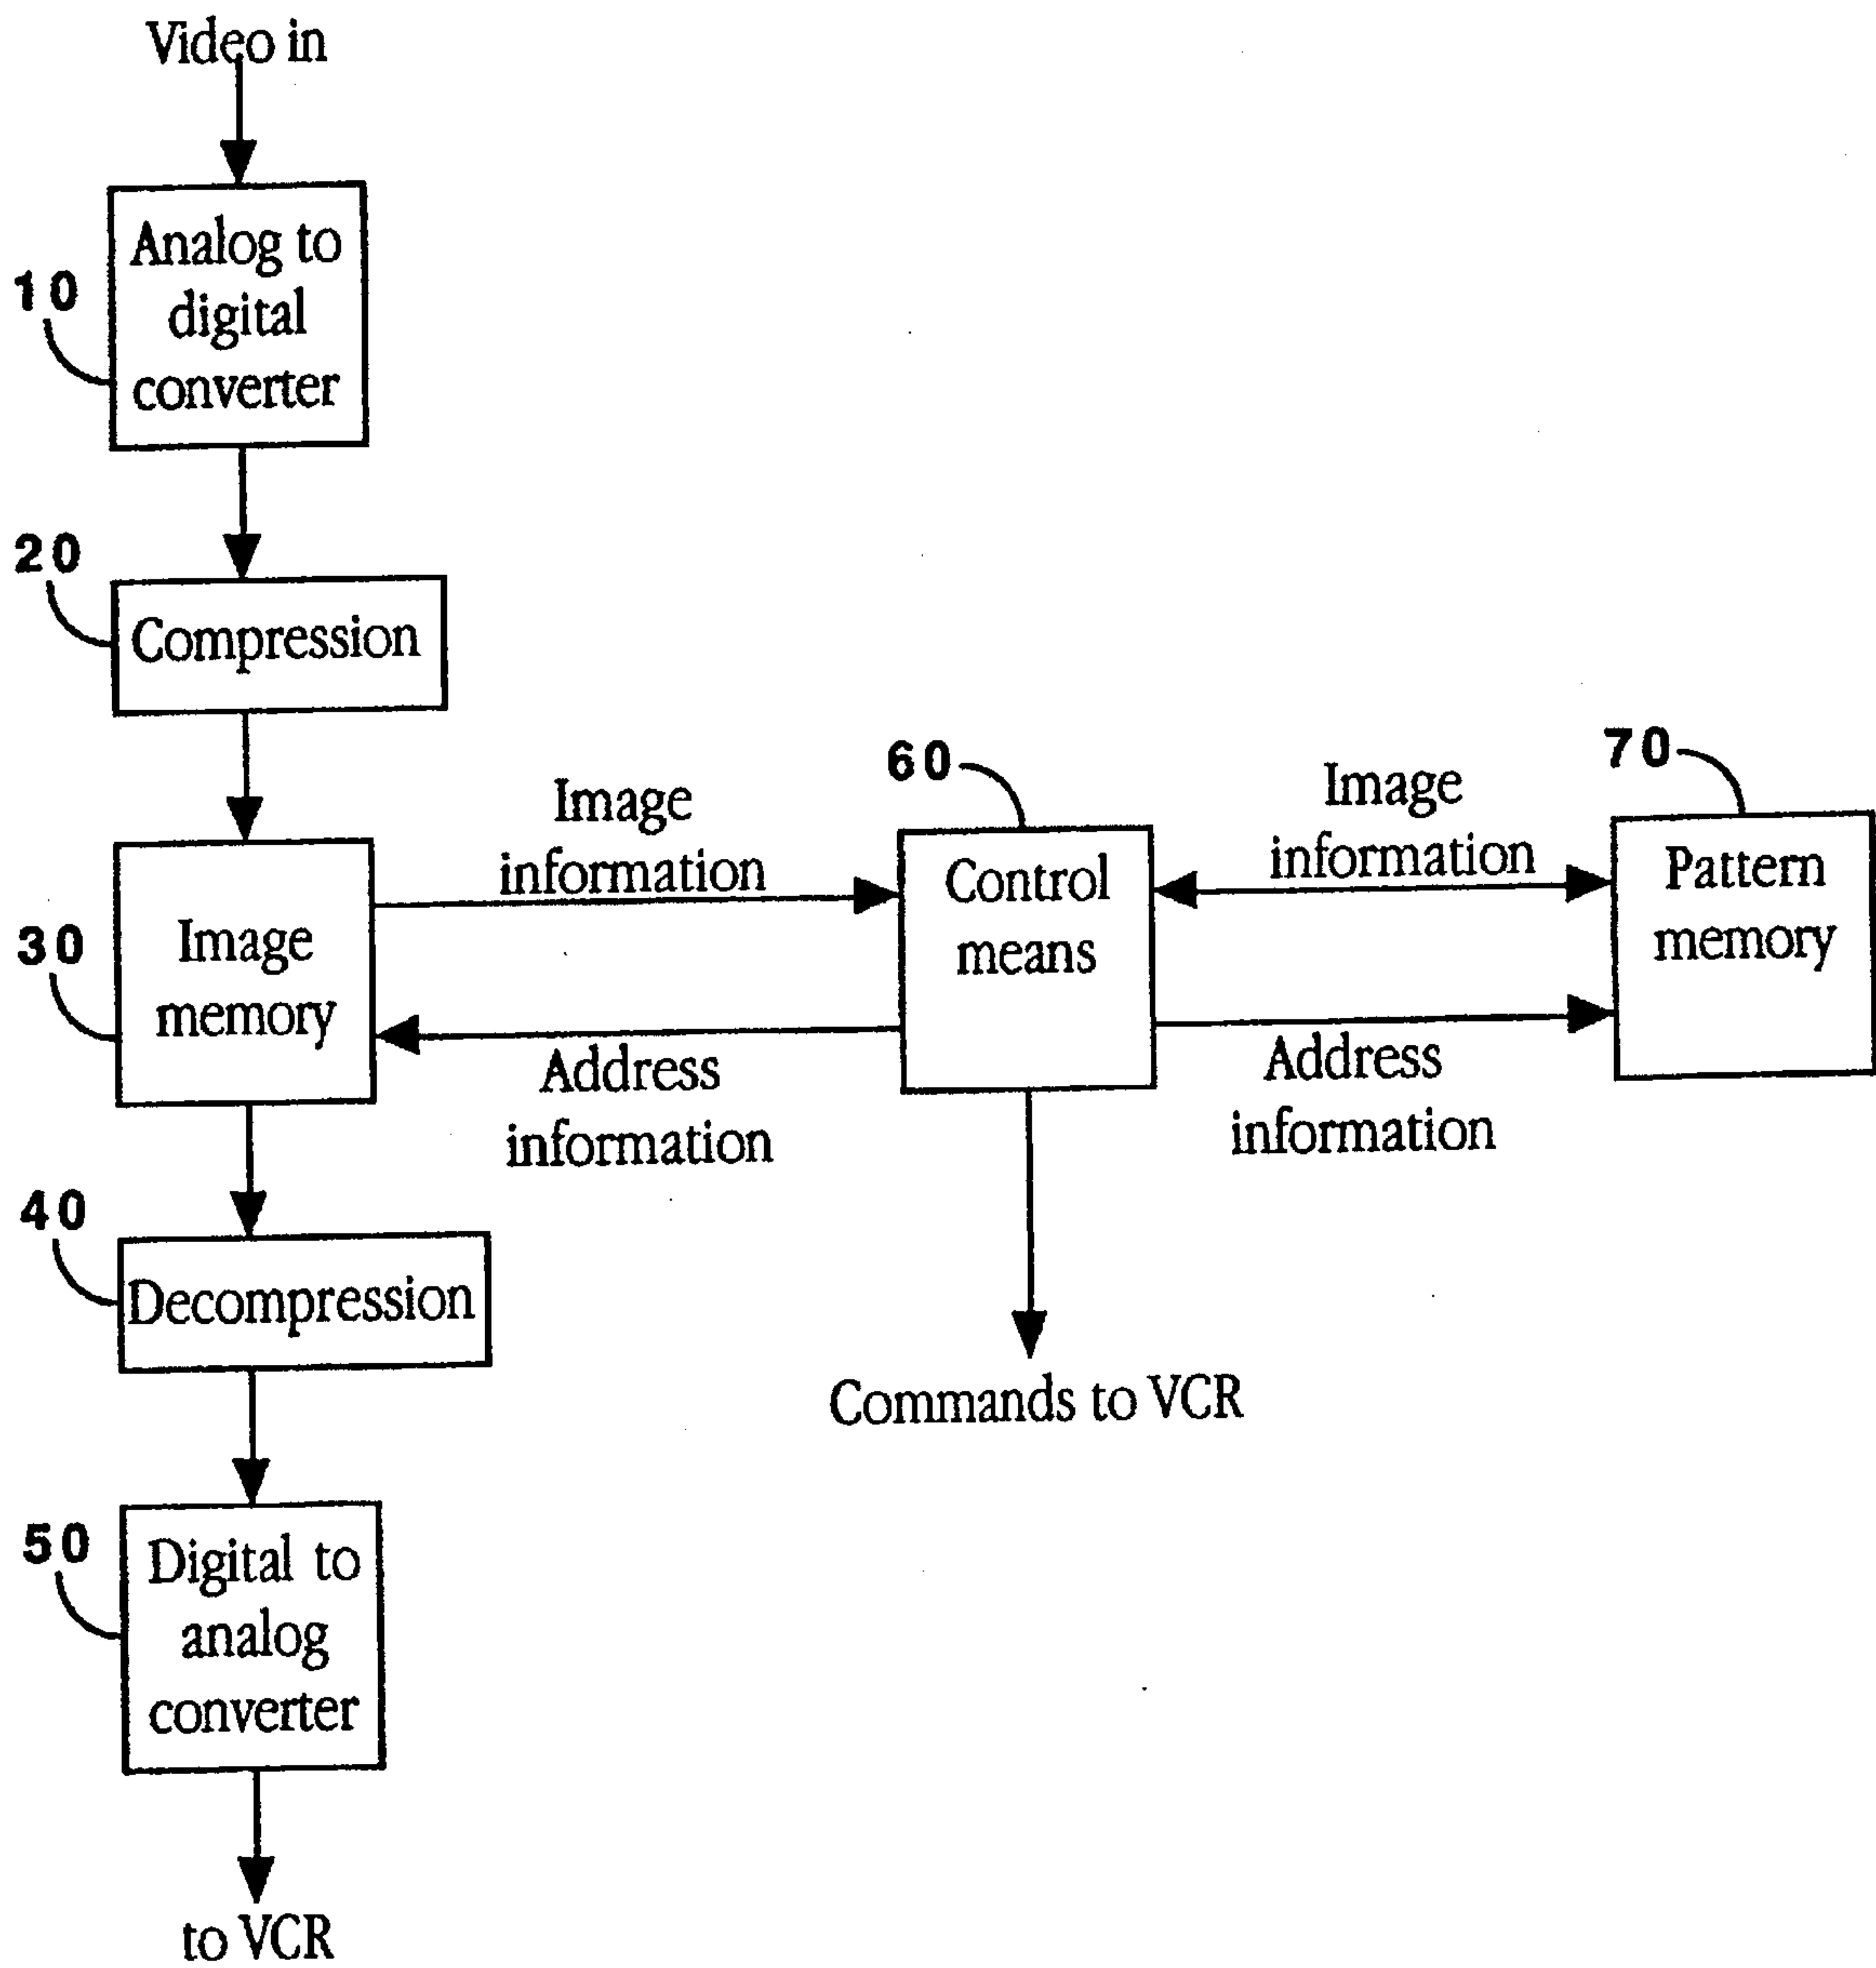 Video in
10
Analog to
digital
converter
20
Compression
30
Image
memory
Image
information
Address
information
60
Control
means
Image
information
Address
information
70
Pattern
memory
Commands to VCR
40
Decompression
50
Digital to
analog
converter
to VCR